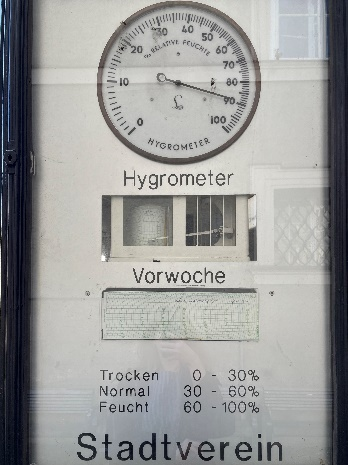 30 40 50
20 % RELATIVE FEUCHTE 60
70
10 80
90
0 100
HYGROMETER
Hygrometer
Vorwoche
Trocken 0 - 30%
Normal 30 - 60%
Feucht 60 - 100%
Stadtverein